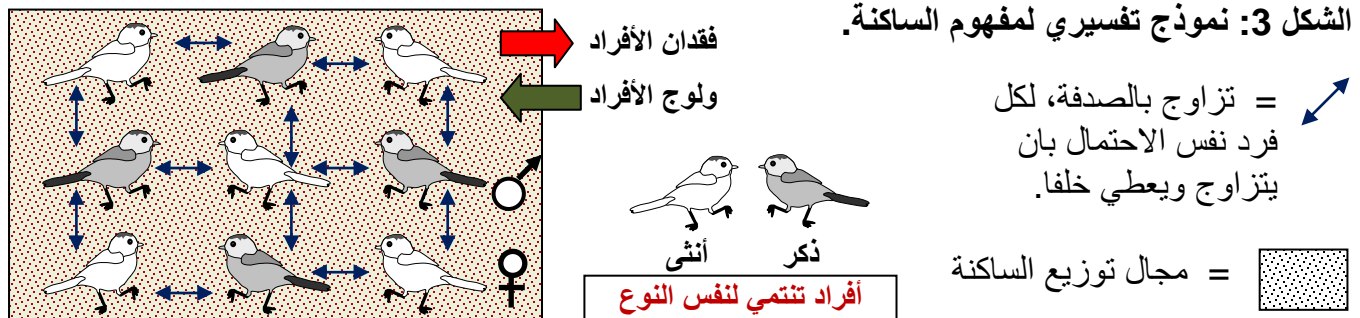 الشكل 3: نموذج تفسيري لمفهوم الساكنة.
= تزاوج بالصدفة، لكل
فرد نفس الاحتمال بان
يتزاوج ويعطي خلفا.
= مجال توزيع الساكنة
فقدان الأفراد
ولوج الأفراد
ذكر
أنثى
أفراد تنتمي لنفس النوع
♂
♀